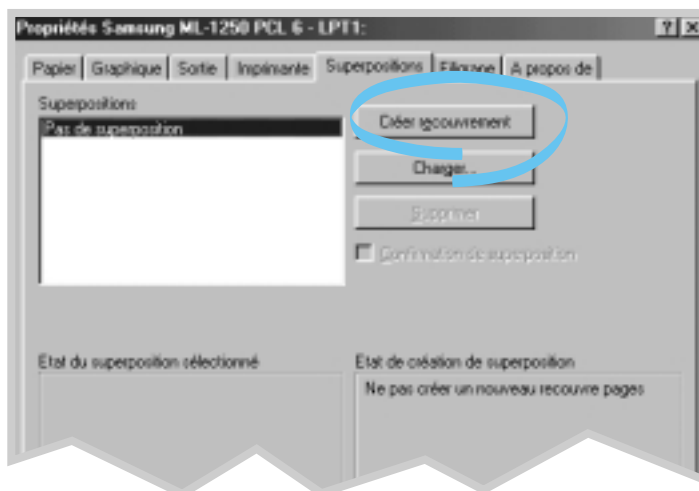 Propriétés Samsung ML-1250 PCL 6 - LPT1:
Papier Graphique Sortie Imprimante Superpositions Filigrane A propos de
Superpositions
Pas de superposition
Créer recouvrement
Charger...
Supprimer
Confirmation de superposition
Etat du superposition sélectionné
Etat de création de superposition
Ne pas créer un nouveau recouvre pages